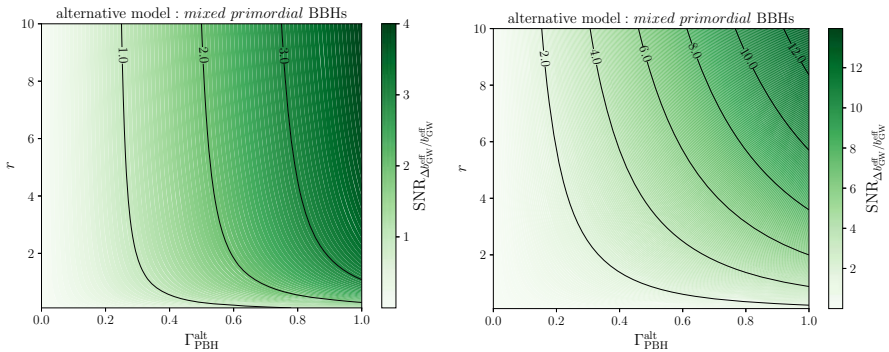 alternative model : mixed primordial BBHs
10
8
6
4
2
r
0.0 0.2 0.4 0.6 0.8 1.0
Γ^alt_PBH
1.0 2.0 3.0
4
3
2
1
SNR_Δb^eff_GW/b^eff_GW
alternative model : mixed primordial BBHs
10
8
6
4
2
r
0.0 0.2 0.4 0.6 0.8 1.0
Γ^alt_PBH
2.0 4.0 6.0 8.0 10.0 12.0
12
10
8
6
4
2
SNR_Δb^eff_GW/b^eff_GW